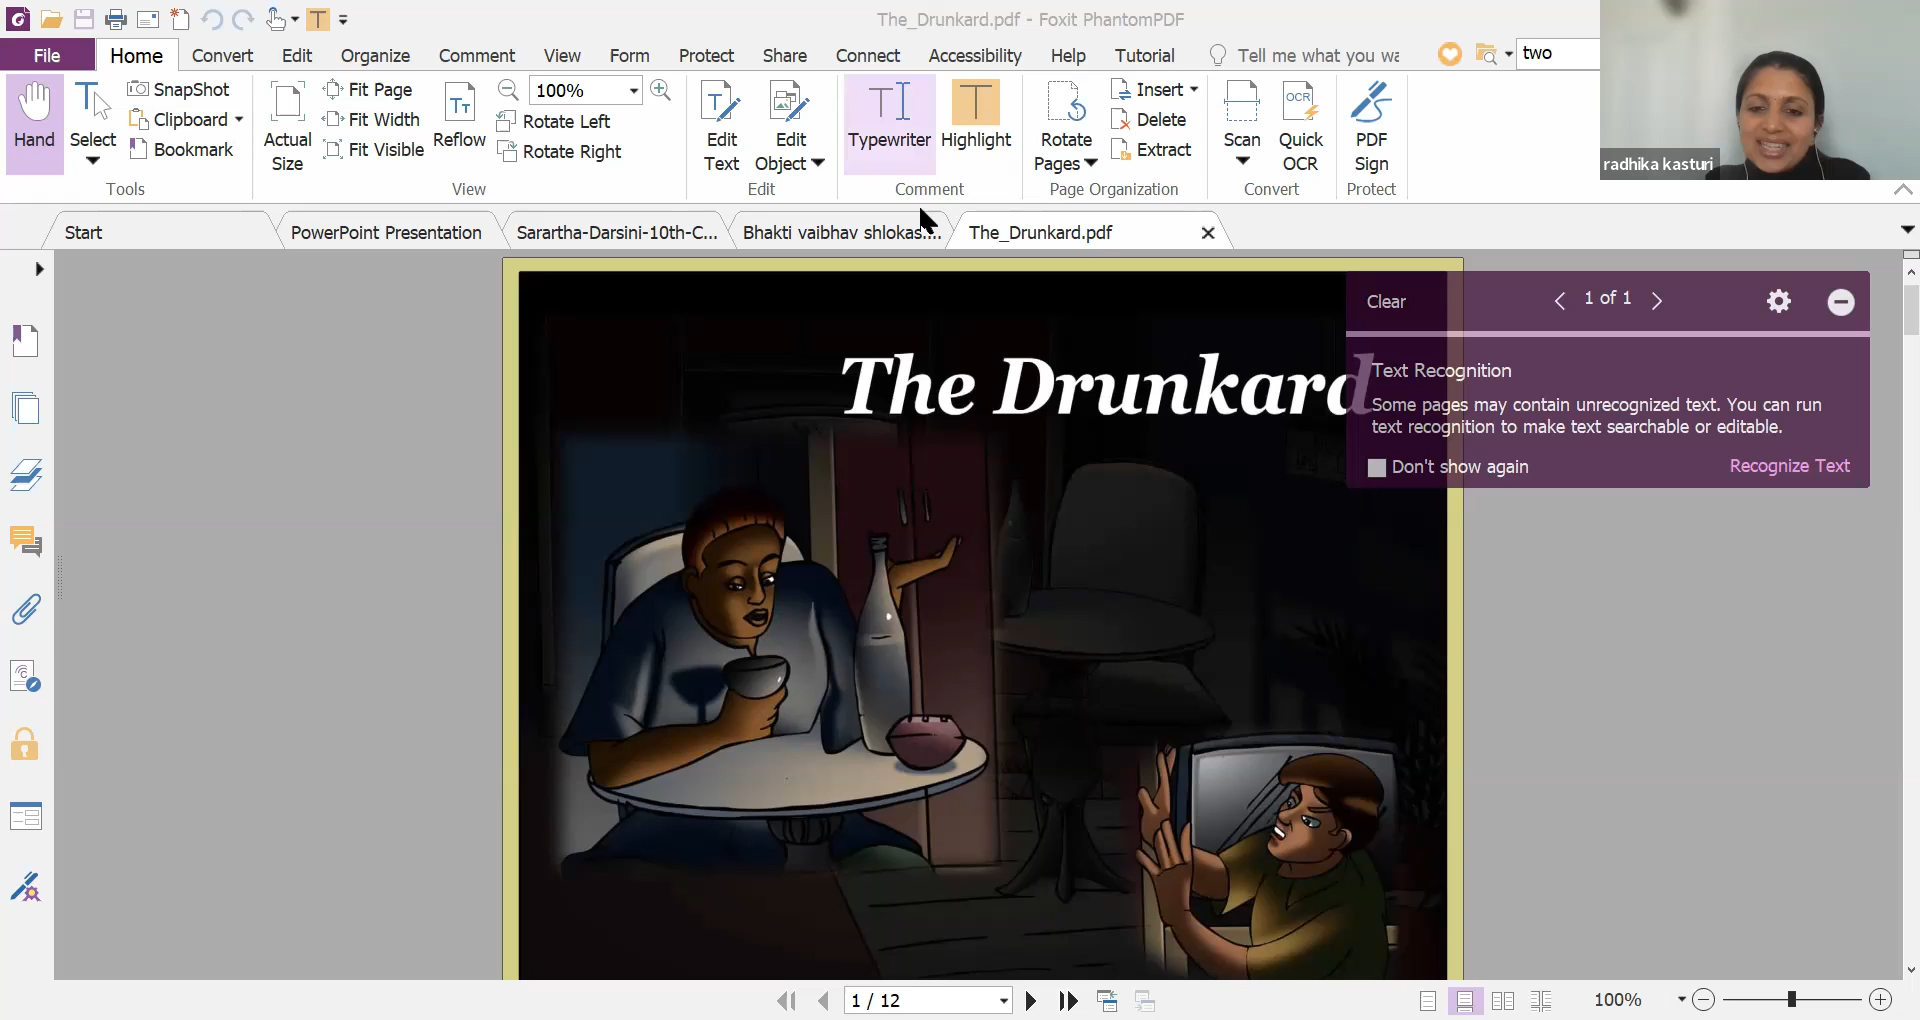 The_Drunkard.pdf - Foxit PhantomPDF
File Home Convert Edit Organize Comment View Form Protect Share Connect Accessibility Help Tutorial Tell me what you wa two
Hand
Select
SnapShot
Clipboard
Bookmark
Tools
Actual Size
Fit Page
Fit Width
Fit Visible
Reflow
100%
Rotate Left
Rotate Right
View
Edit Text
Edit Object
Edit
Typewriter
Highlight
Comment
Rotate Pages
Insert
Delete
Extract
Page Organization
Scan
OCR
Quick OCR
Convert
PDF Sign
Protect
radhika kasturi
Start PowerPoint Presentation Sarartha-Darsini-10th-C... Bhakti vaibhav shlokas.... The_Drunkard.pdf
Clear 1 of 1
The Drunkard
Text Recognition
Some pages may contain unrecognized text. You can run
text recognition to make text searchable or editable.
Don't show again Recognize Text
1 / 12 100%